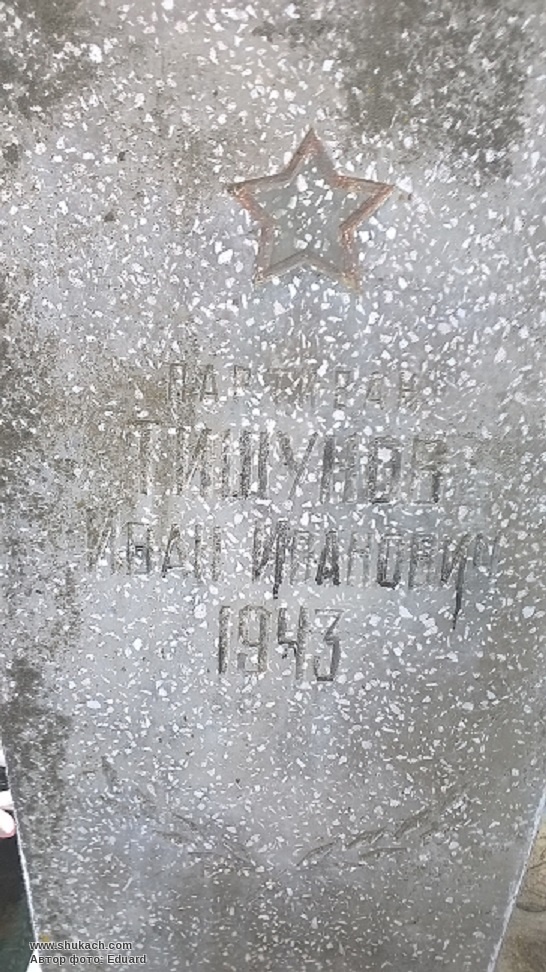 ПАРТИЗАН
ТИШУНОВ
ИВАН ИВАНОВИЧ
1943
www.shukach.com
Автор фото: Eduard